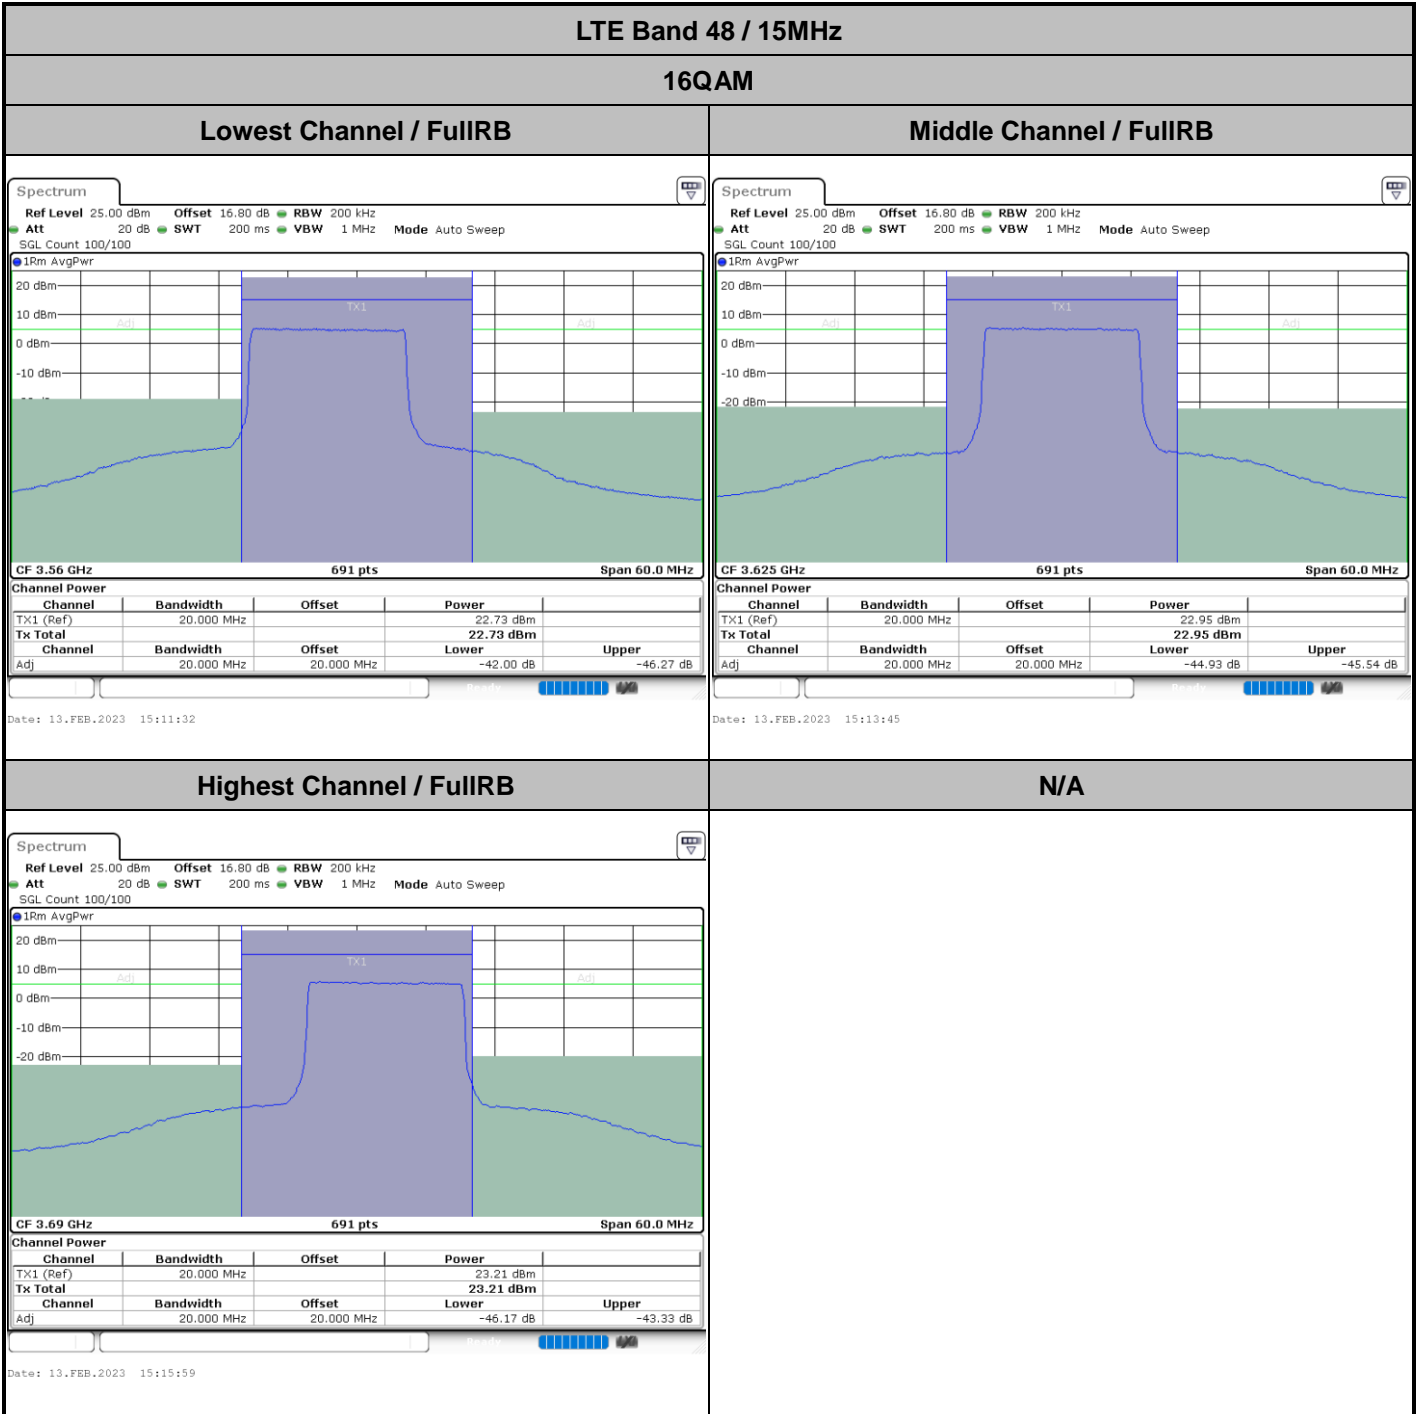 LTE Band 48 / 15MHz
16QAM
Lowest Channel / FullRB
Middle Channel / FullRB
Spectrum
Ref Level 25.00 dBm Offset 16.80 dB RBW 200 kHz
Att 20 dB SWT 200 ms VBW 1 MHz Mode Auto Sweep
SGL Count 100/100
1Rm AvgPwr
20 dBm
10 dBm
0 dBm
-10 dBm
Adj
TX1
Adj
CF 3.56 GHz 691 pts Span 60.0 MHz
Channel Power
Channel Bandwidth Offset Power
TX1 (Ref) 20.000 MHz 22.73 dBm
Tx Total 22.73 dBm
Channel Bandwidth Offset Lower Upper
Adj 20.000 MHz 20.000 MHz -42.00 dB -46.27 dB
Ready
Date: 13.FEB.2023 15:11:32
Spectrum
Ref Level 25.00 dBm Offset 16.80 dB RBW 200 kHz
Att 20 dB SWT 200 ms VBW 1 MHz Mode Auto Sweep
SGL Count 100/100
1Rm AvgPwr
20 dBm
10 dBm
0 dBm
-10 dBm
-20 dBm
Adj
TX1
Adj
CF 3.625 GHz 691 pts Span 60.0 MHz
Channel Power
Channel Bandwidth Offset Power
TX1 (Ref) 20.000 MHz 22.95 dBm
Tx Total 22.95 dBm
Channel Bandwidth Offset Lower Upper
Adj 20.000 MHz 20.000 MHz -44.93 dB -45.54 dB
Ready
Date: 13.FEB.2023 15:13:45
Highest Channel / FullRB
N/A
Spectrum
Ref Level 25.00 dBm Offset 16.80 dB RBW 200 kHz
Att 20 dB SWT 200 ms VBW 1 MHz Mode Auto Sweep
SGL Count 100/100
1Rm AvgPwr
20 dBm
10 dBm
0 dBm
-10 dBm
-20 dBm
Adj
TX1
Adj
CF 3.69 GHz 691 pts Span 60.0 MHz
Channel Power
Channel Bandwidth Offset Power
TX1 (Ref) 20.000 MHz 23.21 dBm
Tx Total 23.21 dBm
Channel Bandwidth Offset Lower Upper
Adj 20.000 MHz 20.000 MHz -46.17 dB -43.33 dB
Ready
Date: 13.FEB.2023 15:15:59